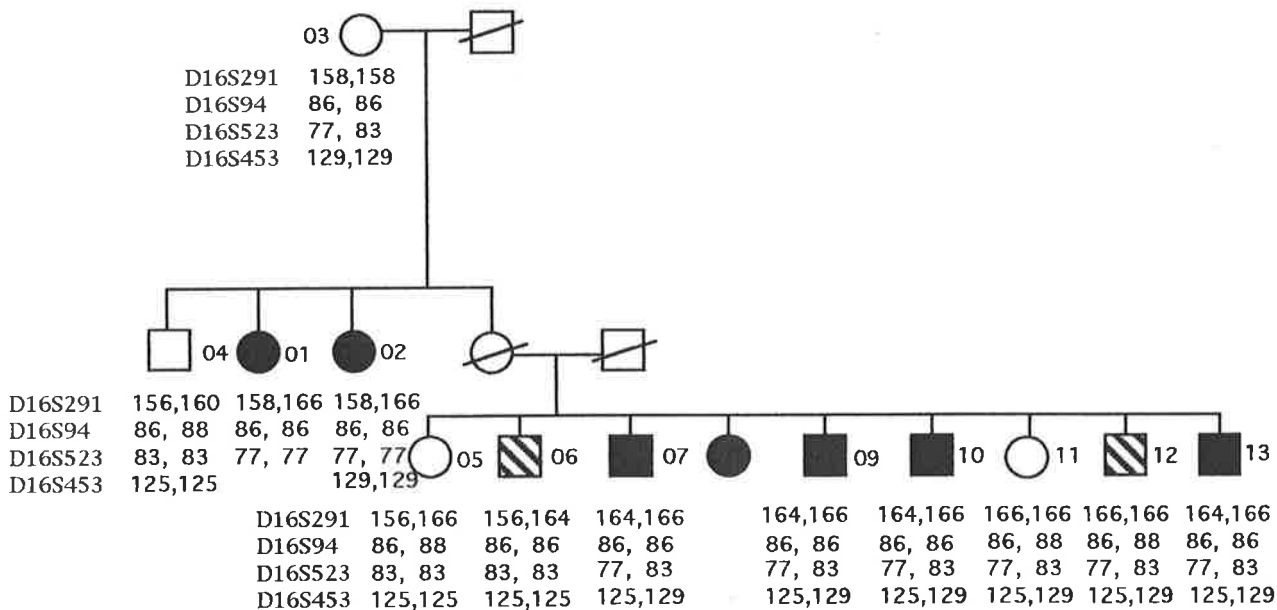 03
D16S291 158,158
D16S94 86, 86
D16S523 77, 83
D16S453 129,129
04 01 02
D16S291 156,160 158,166 158,166
D16S94 86, 88 86, 86 86, 86
D16S523 83, 83 77, 77 77, 77
D16S453 125,125 129,129
05 06 07 09 10 11 12 13
D16S291 156,166 156,164 164,166 164,166 164,166 166,166 166,166 164,166
D16S94 86, 88 86, 86 86, 86 86, 86 86, 86 86, 88 86, 88 86, 86
D16S523 83, 83 83, 83 77, 83 77, 83 77, 83 77, 83 77, 83 77, 83
D16S453 125,125 125,125 125,129 125,129 125,129 125,129 125,129 125,129